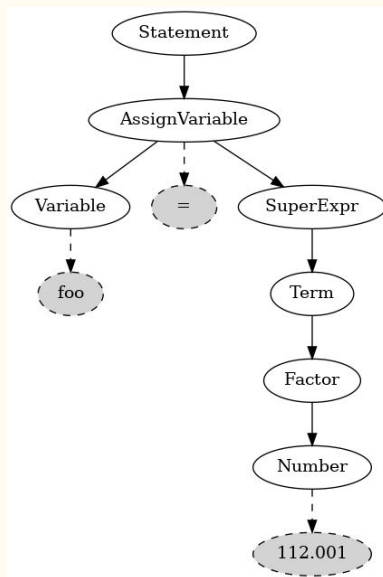 Statement
AssignVariable
Variable
=
SuperExpr
foo
Term
Factor
Number
112.001